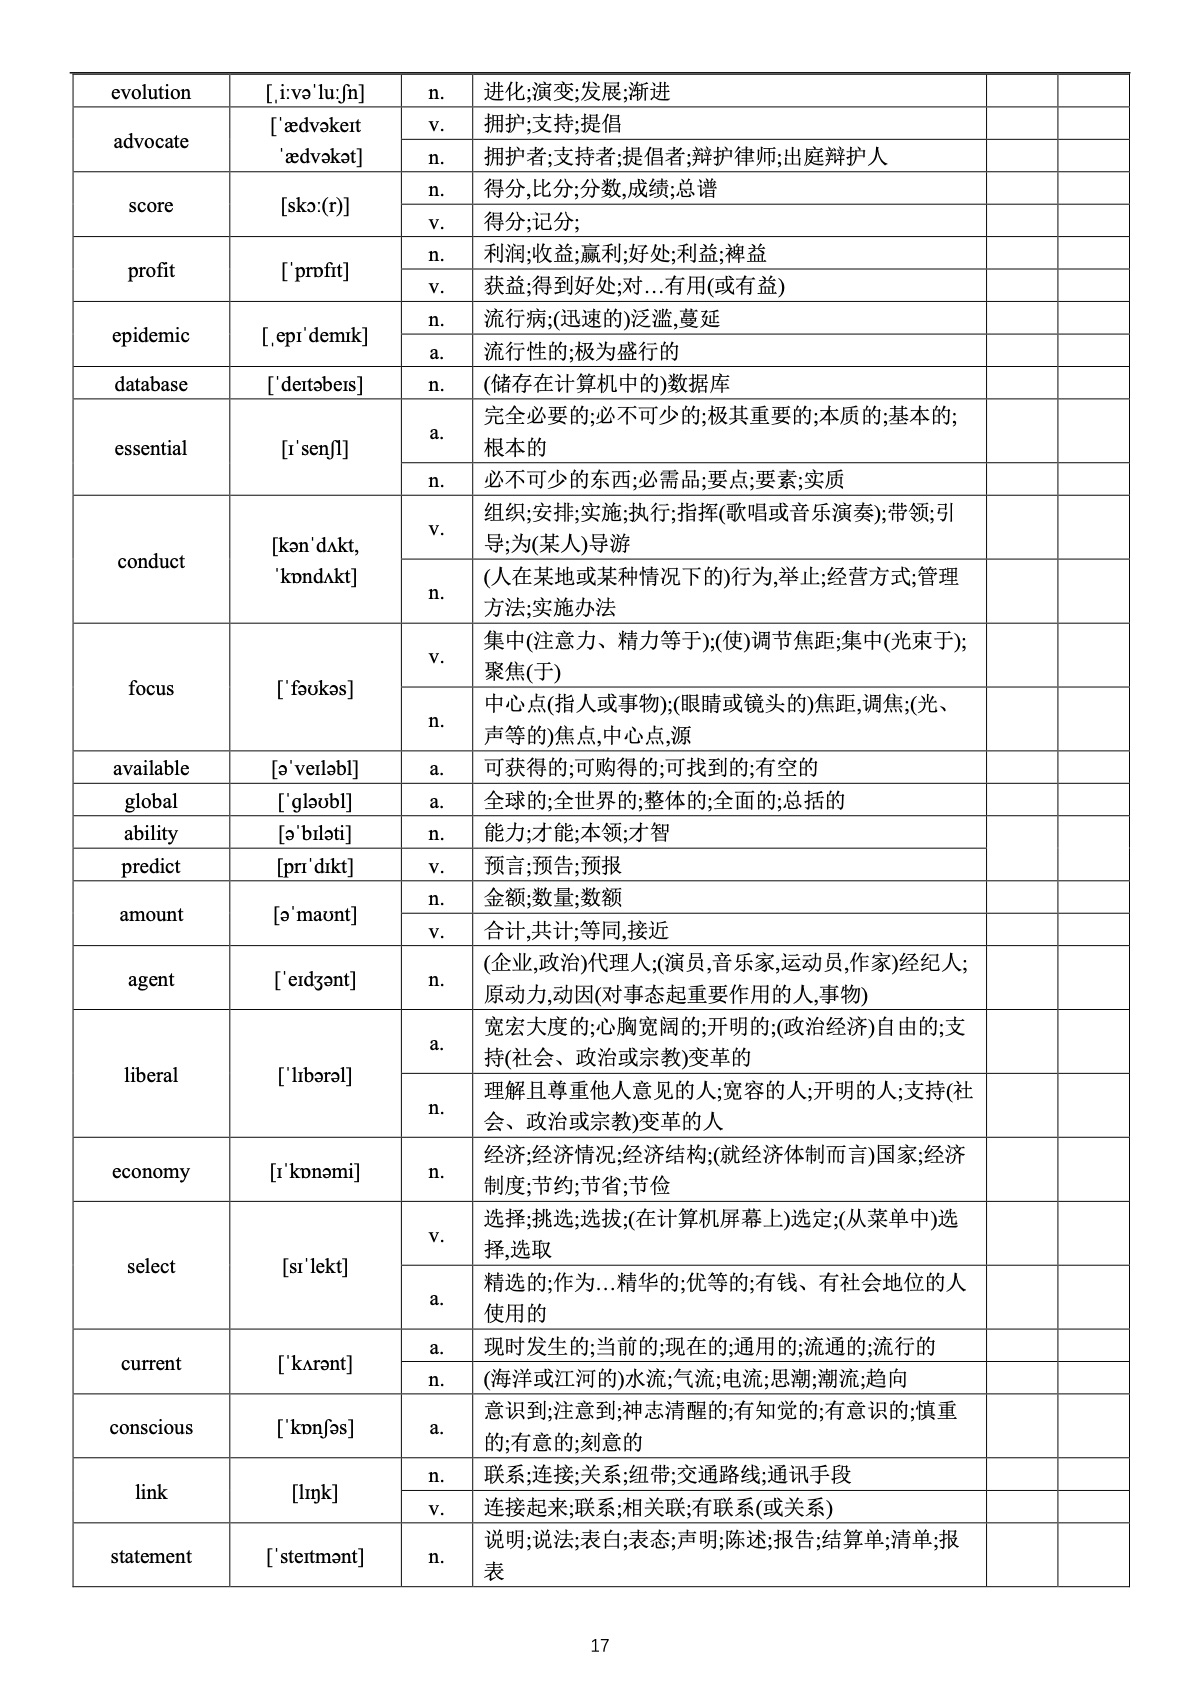 evolution [ˌiːvəˈluːʃn] n. 进化;演变;发展;渐进
advocate [ˈædvəkeɪt ˈædvəkət] v. 拥护;支持;提倡
n. 拥护者;支持者;提倡者;辩护律师;出庭辩护人
score [skɔː(r)] n. 得分,比分;分数,成绩;总谱
v. 得分;记分;
profit [ˈprɒfɪt] n. 利润;收益;赢利;好处;利益;裨益
v. 获益;得到好处;对…有用(或有益)
epidemic [ˌepɪˈdemɪk] n. 流行病;(迅速的)泛滥,蔓延
a. 流行性的;极为盛行的
database [ˈdeɪtəbeɪs] n. (储存在计算机中的)数据库
essential [ɪˈsenʃl] a. 完全必要的;必不可少的;极其重要的;本质的;基本的;
根本的
n. 必不可少的东西;必需品;要点;要素;实质
conduct [kənˈdʌkt, ˈkɒndʌkt] v. 组织;安排;实施;执行;指挥(歌唱或音乐演奏);带领;引
导;为(某人)导游
n. (人在某地或某种情况下的)行为,举止;经营方式;管理
方法;实施办法
focus [ˈfəʊkəs] v. 集中(注意力、精力等于);(使)调节焦距;集中(光束于);
聚焦(于)
n. 中心点(指人或事物);(眼睛或镜头的)焦距,调焦;(光、
声等的)焦点,中心点,源
available [əˈveɪləbl] a. 可获得的;可购得的;可找到的;有空的
global [ˈɡləʊbl] a. 全球的;全世界的;整体的;全面的;总括的
ability [əˈbɪləti] n. 能力;才能;本领;才智
predict [prɪˈdɪkt] v. 预言;预告;预报
amount [əˈmaʊnt] n. 金额;数量;数额
v. 合计,共计;等同,接近
agent [ˈeɪdʒənt] n. (企业,政治)代理人;(演员,音乐家,运动员,作家)经纪人;
原动力,动因(对事态起重要作用的人,事物)
liberal [ˈlɪbərəl] a. 宽宏大度的;心胸宽阔的;开明的;(政治经济)自由的;支
持(社会、政治或宗教)变革的
n. 理解且尊重他人意见的人;宽容的人;开明的人;支持(社
会、政治或宗教)变革的人
economy [ɪˈkɒnəmi] n. 经济;经济情况;经济结构;(就经济体制而言)国家;经济
制度;节约;节省;节俭
select [sɪˈlekt] v. 选择;挑选;选拔;(在计算机屏幕上)选定;(从菜单中)选
择,选取
a. 精选的;作为…精华的;优等的;有钱、有社会地位的人
使用的
current [ˈkʌrənt] a. 现时发生的;当前的;现在的;通用的;流通的;流行的
n. (海洋或江河的)水流;气流;电流;思潮;潮流;趋向
conscious [ˈkɒnʃəs] a. 意识到;注意到;神志清醒的;有知觉的;有意识的;慎重
的;有意的;刻意的
link [lɪŋk] n. 联系;连接;关系;纽带;交通路线;通讯手段
v. 连接起来;联系;相关联;有联系(或关系)
statement [ˈsteɪtmənt] n. 说明;说法;表白;表态;声明;陈述;报告;结算单;清单;报
表
17